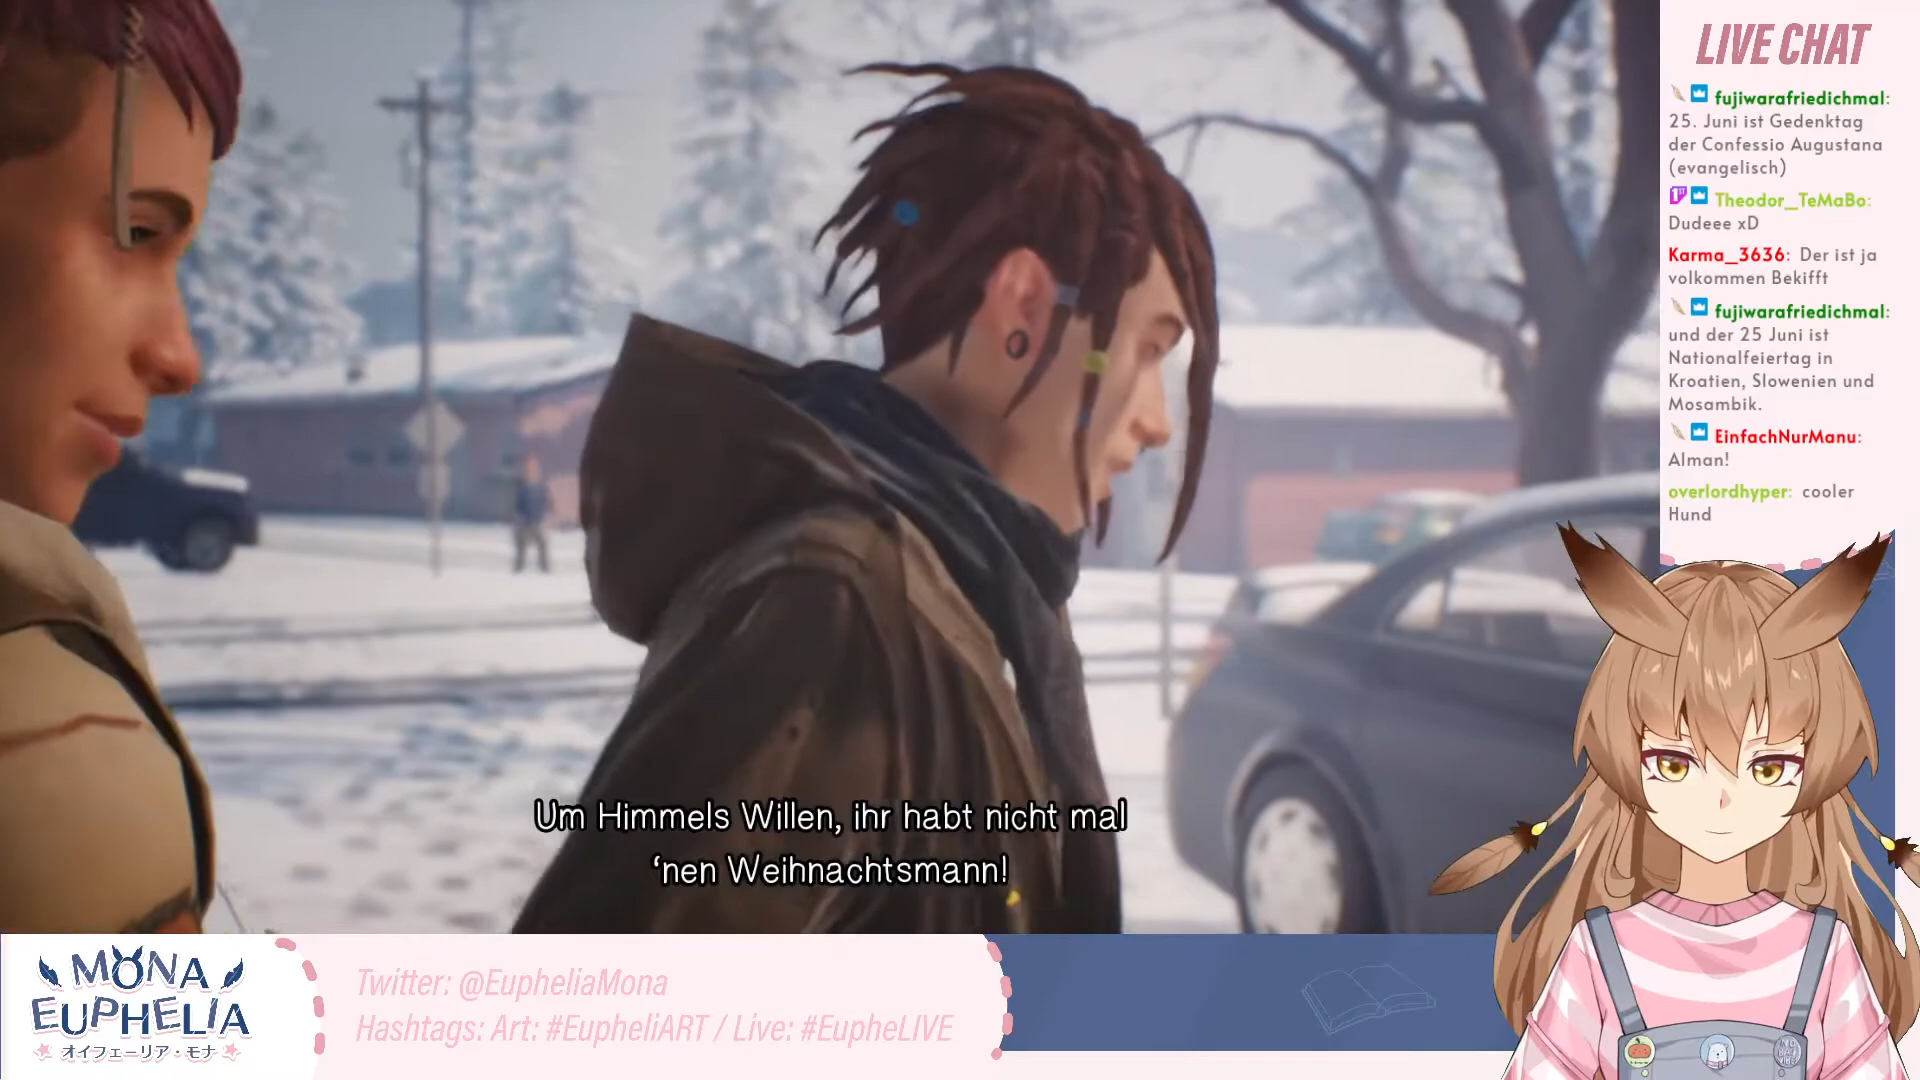 LIVE CHAT
fujiwarafriedichmal:
25. Juni ist Gedenktag
der Confessio Augustana
(evangelisch)
Theodor_TeMaBo:
Dudeee xD
Karma_3636: Der ist ja
volkommen Bekifft
fujiwarafriedichmal:
und der 25 Juni ist
Nationalfeiertag in
Kroatien, Slowenien und
Mosambik.
EinfachNurManu:
Alman!
overlordhyper: cooler
Hund
Um Himmels Willen, ihr habt nicht mal
‘nen Weihnachtsmann!
MONA
EUPHELIA
オイフェーリア・モナ
Twitter: @EupheliaMona
Hashtags: Art: #EupheliART / Live: #EupheLIVE